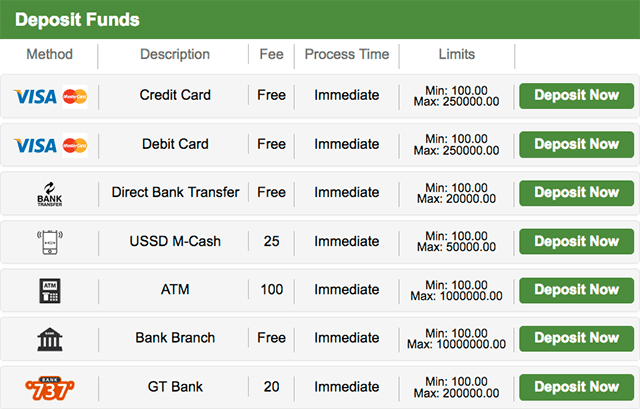 Deposit Funds
Method Description Fee Process Time Limits
VISA MasterCard Credit Card Free Immediate Min: 100.00 Deposit Now
Max: 250000.00
VISA MasterCard Debit Card Free Immediate Min: 100.00 Deposit Now
Max: 250000.00
BANK TRANSFER Direct Bank Transfer Free Immediate Min: 100.00 Deposit Now
Max: 20000.00
USSD M-Cash 25 Immediate Min: 100.00 Deposit Now
Max: 50000.00
ATM ATM 100 Immediate Min: 100.00 Deposit Now
Max: 1000000.00
BANK Bank Branch Free Immediate Min: 100.00 Deposit Now
Max: 10000000.00
BANK 737 GT Bank 20 Immediate Min: 100.00 Deposit Now
Max: 200000.00